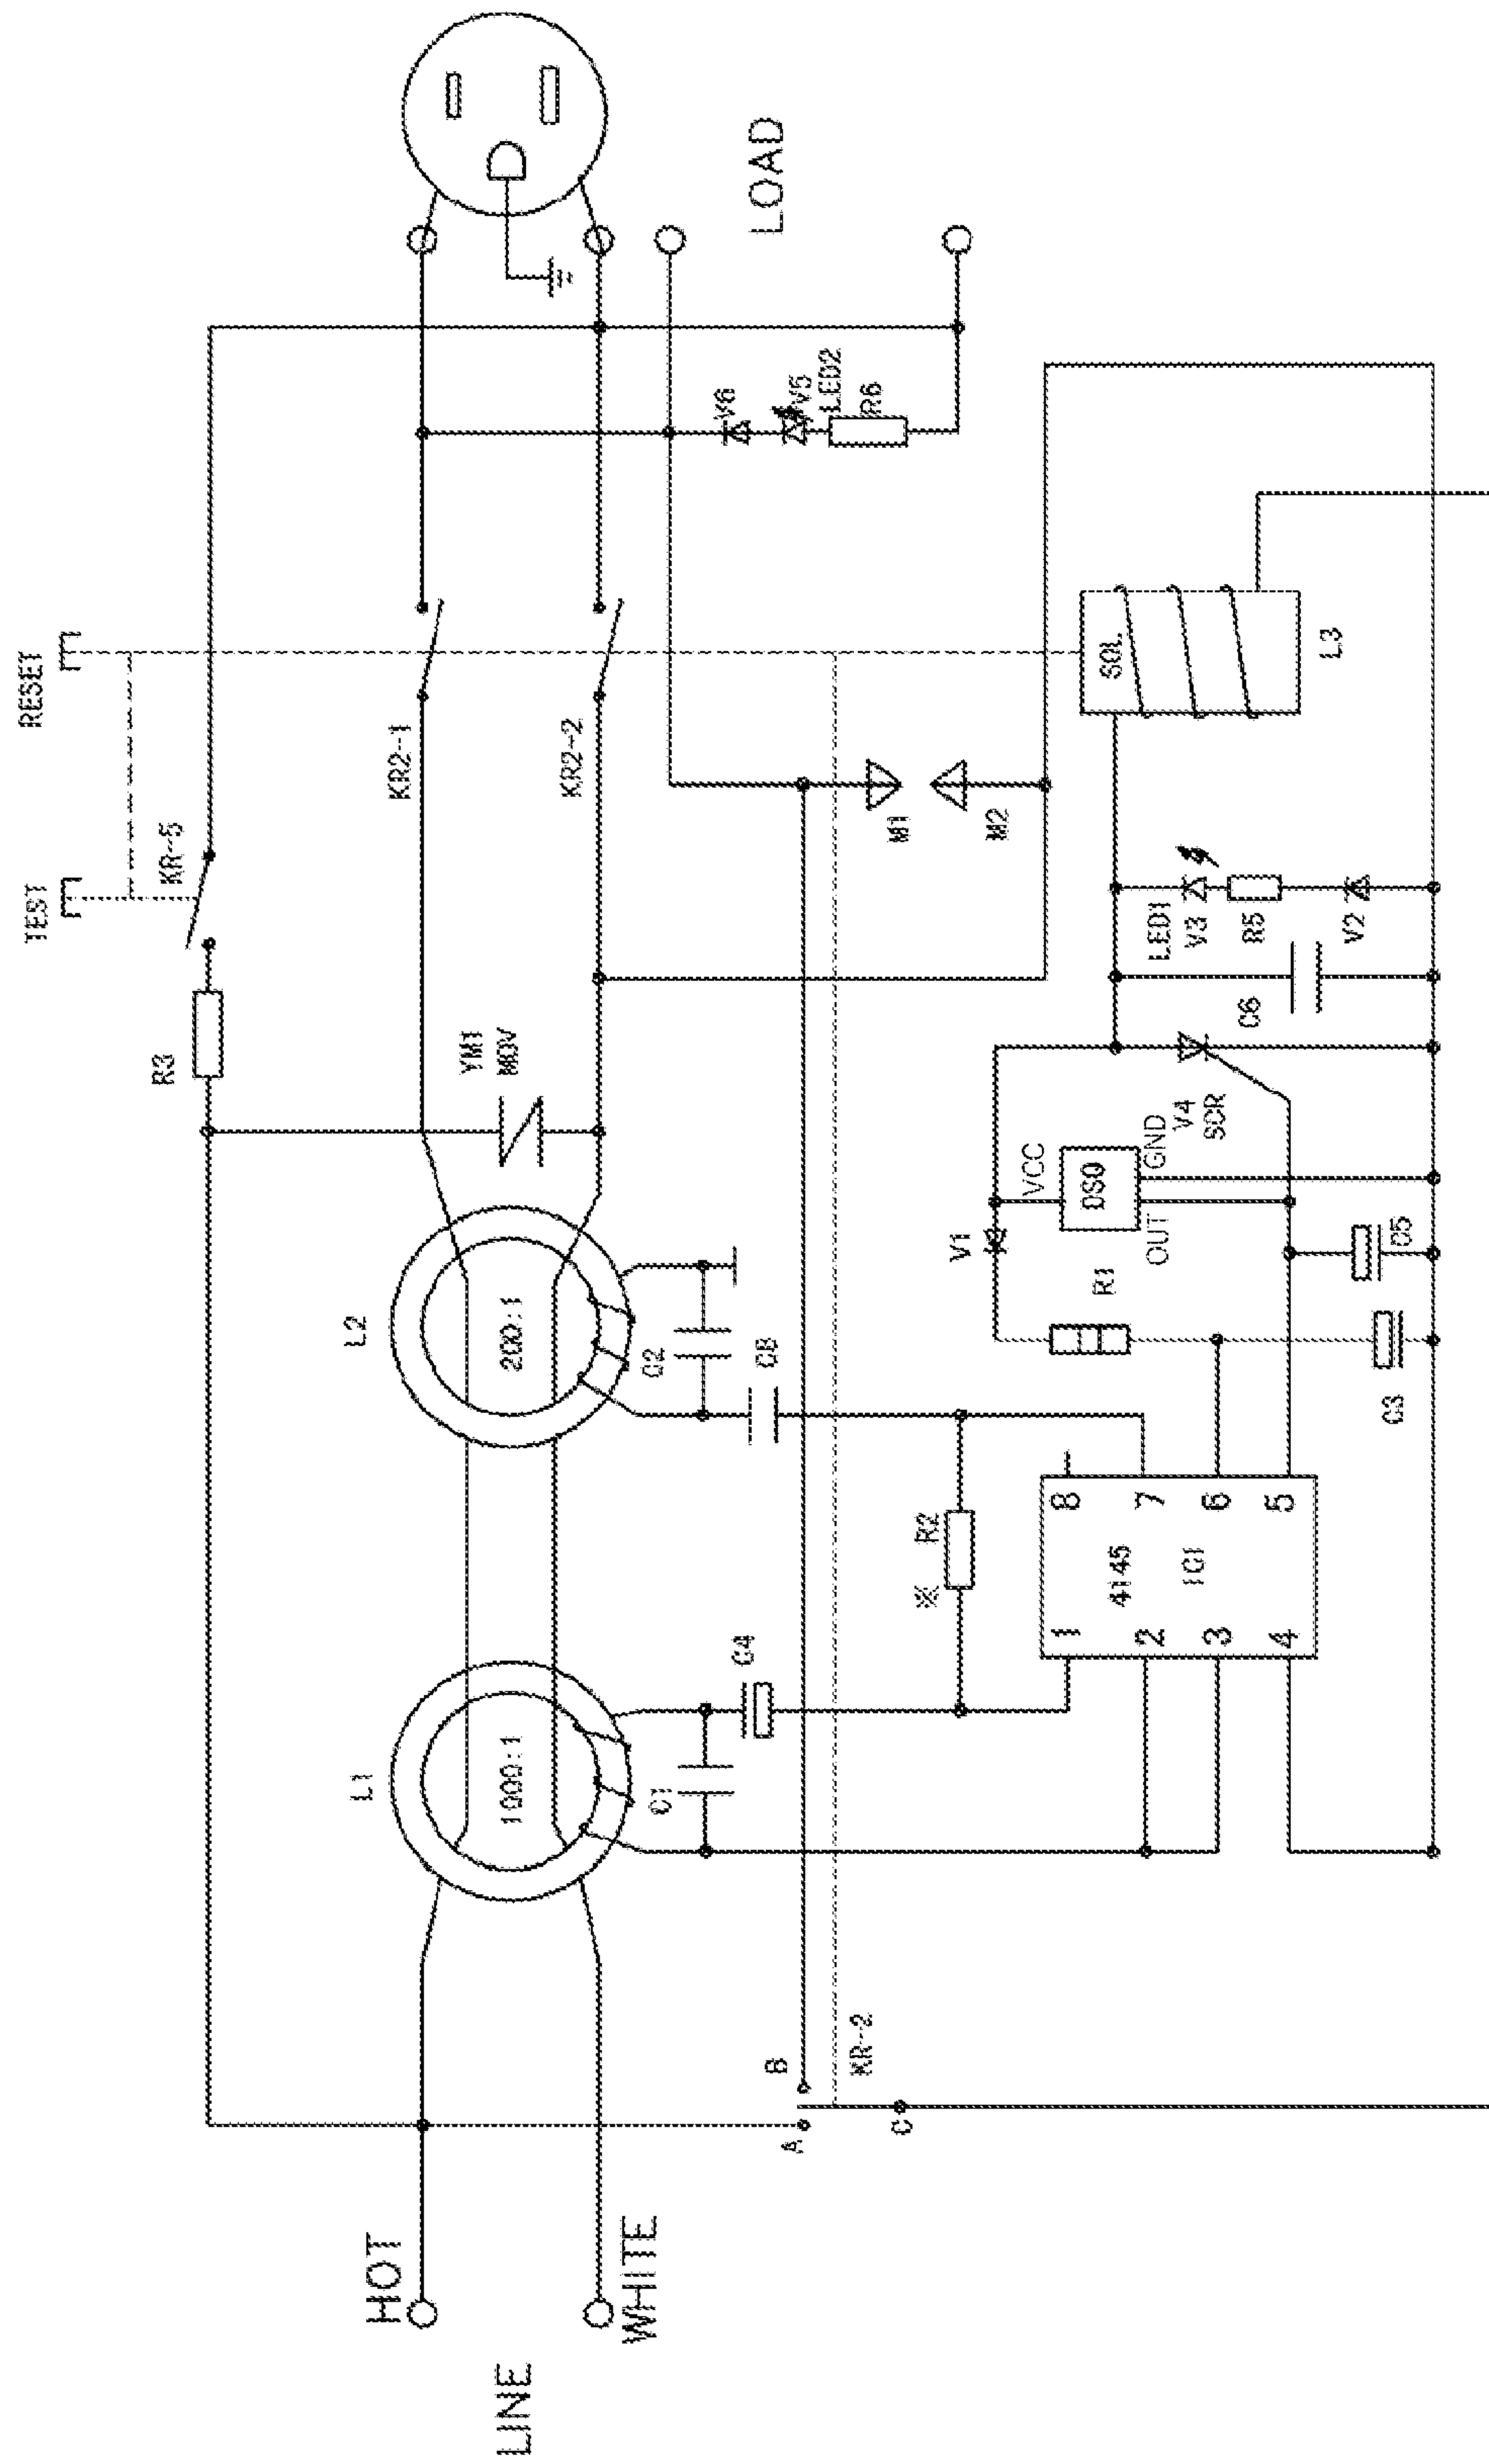 TEST
RESET
KR-5
R3
LINE
HOT
WHITE
L1
1000:1
L2
200:1
YM1
MOV
KR2-1
KR2-2
LOAD
C1
C4
C2
C8
A
B
C
KR-2
M1
M2
V6
V5
LED2
R6
※ R2
1
2
3
4
4145
IC1
8
7
6
5
V1
R1
VCC
DSQ
OUT
GND
V4
SCR
C3
C5
C6
LED1
V3
R5
V2
SOL
L3